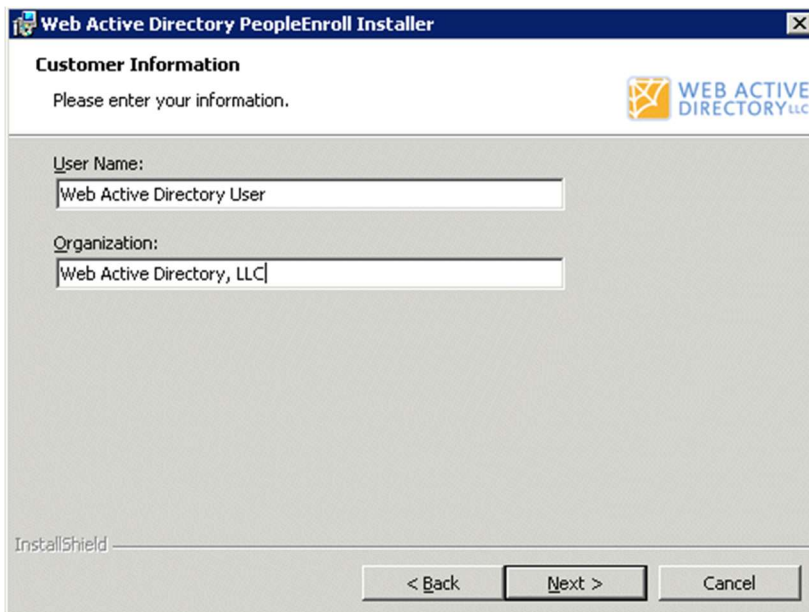 Web Active Directory PeopleEnroll Installer
Customer Information
Please enter your information.
WEB ACTIVE
DIRECTORY LLC
User Name:
Web Active Directory User
Organization:
Web Active Directory, LLC
InstallShield
< Back
Next >
Cancel